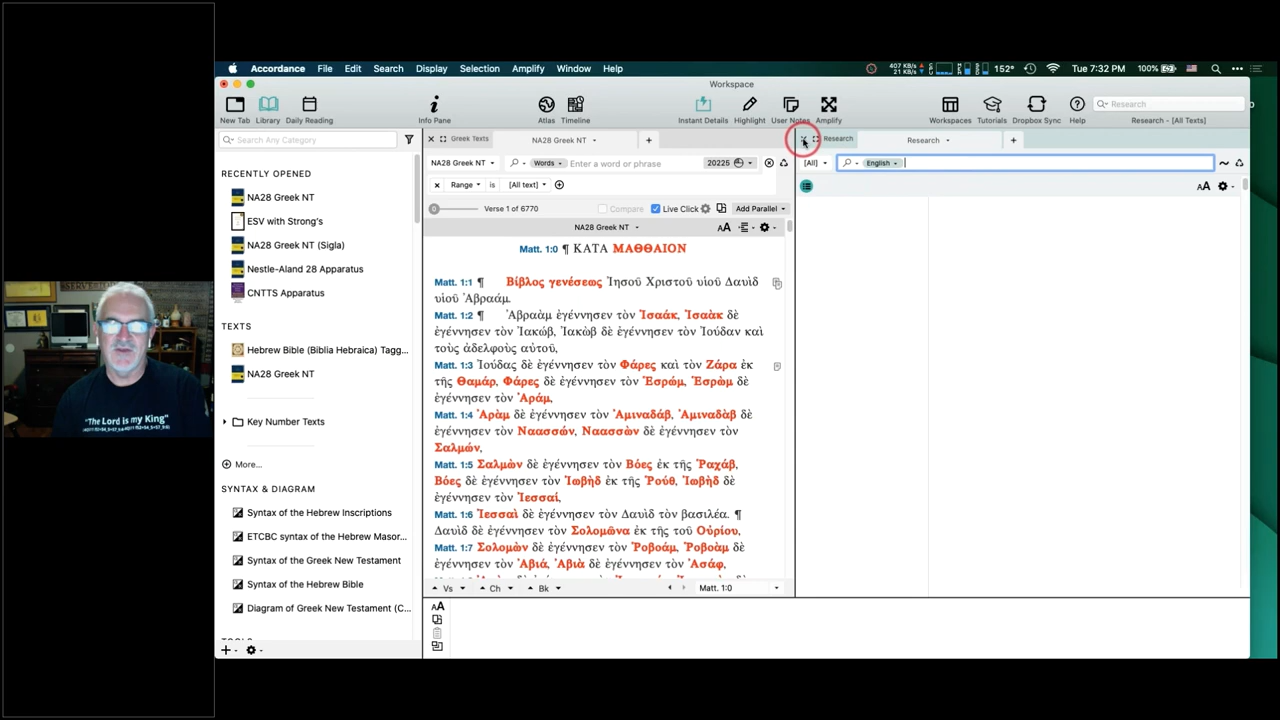 Accordance File Edit Search Display Selection Amplify Window Help
407 KB/s
21 KB/s
152° Tue 7:32 PM 100%
Workspace
New Tab Library Daily Reading Info Pane Atlas Timeline Instant Details Highlight User Notes Amplify Workspaces Tutorials Dropbox Sync Help
Research
Research - [All Texts]
Search Any Category
RECENTLY OPENED
NA28 Greek NT
ESV with Strong's
NA28 Greek NT (Sigla)
Nestle-Aland 28 Apparatus
CNTTS Apparatus
TEXTS
Hebrew Bible (Biblia Hebraica) Tagg...
NA28 Greek NT
Key Number Texts
More...
SYNTAX & DIAGRAM
Syntax of the Hebrew Inscriptions
ETCBC syntax of the Hebrew Masor...
Syntax of the Greek New Testament
Syntax of the Hebrew Bible
Diagram of Greek New Testament (C...
Greek Texts NA28 Greek NT
NA28 Greek NT Words Enter a word or phrase 20225
Range is [All text]
Verse 1 of 6770 Compare Live Click Add Parallel
NA28 Greek NT AA
Matt. 1:0 ¶ ΚΑΤΑ ΜΑΘΘΑΙΟΝ
Matt. 1:1 ¶ Βίβλος γενέσεως Ἰησοῦ Χριστοῦ υἱοῦ Δαυὶδ
υἱοῦ Ἀβραάμ.
Matt. 1:2 ¶ Ἀβραὰμ ἐγέννησεν τὸν Ἰσαάκ, Ἰσαὰκ δὲ
ἐγέννησεν τὸν Ἰακώβ, Ἰακὼβ δὲ ἐγέννησεν τὸν Ἰούδαν καὶ
τοὺς ἀδελφοὺς αὐτοῦ,
Matt. 1:3 Ἰούδας δὲ ἐγέννησεν τὸν Φάρες καὶ τὸν Ζάρα ἐκ
τῆς Θαμάρ, Φάρες δὲ ἐγέννησεν τὸν Ἑσρώμ, Ἑσρὼμ δὲ
ἐγέννησεν τὸν Ἀράμ,
Matt. 1:4 Ἀρὰμ δὲ ἐγέννησεν τὸν Ἀμιναδάβ, Ἀμιναδὰβ δὲ
ἐγέννησεν τὸν Ναασσών, Ναασσὼν δὲ ἐγέννησεν τὸν
Σαλμών,
Matt. 1:5 Σαλμὼν δὲ ἐγέννησεν τὸν Βόες ἐκ τῆς Ῥαχάβ,
Βόες δὲ ἐγέννησεν τὸν Ἰωβὴδ ἐκ τῆς Ῥούθ, Ἰωβὴδ δὲ
ἐγέννησεν τὸν Ἰεσσαί,
Matt. 1:6 Ἰεσσαὶ δὲ ἐγέννησεν τὸν Δαυὶδ τὸν βασιλέα. ¶
Δαυὶδ δὲ ἐγέννησεν τὸν Σολομῶνα ἐκ τῆς τοῦ Οὐρίου,
Matt. 1:7 Σολομὼν δὲ ἐγέννησεν τὸν Ῥοβοάμ, Ῥοβοὰμ δὲ
ἐγέννησεν τὸν Ἀβιά, Ἀβιὰ δὲ ἐγέννησεν τὸν Ἀσάφ,
Vs Ch Bk Matt. 1:0
AA
Research Research
[All] English
AA
"The Lord is my King"